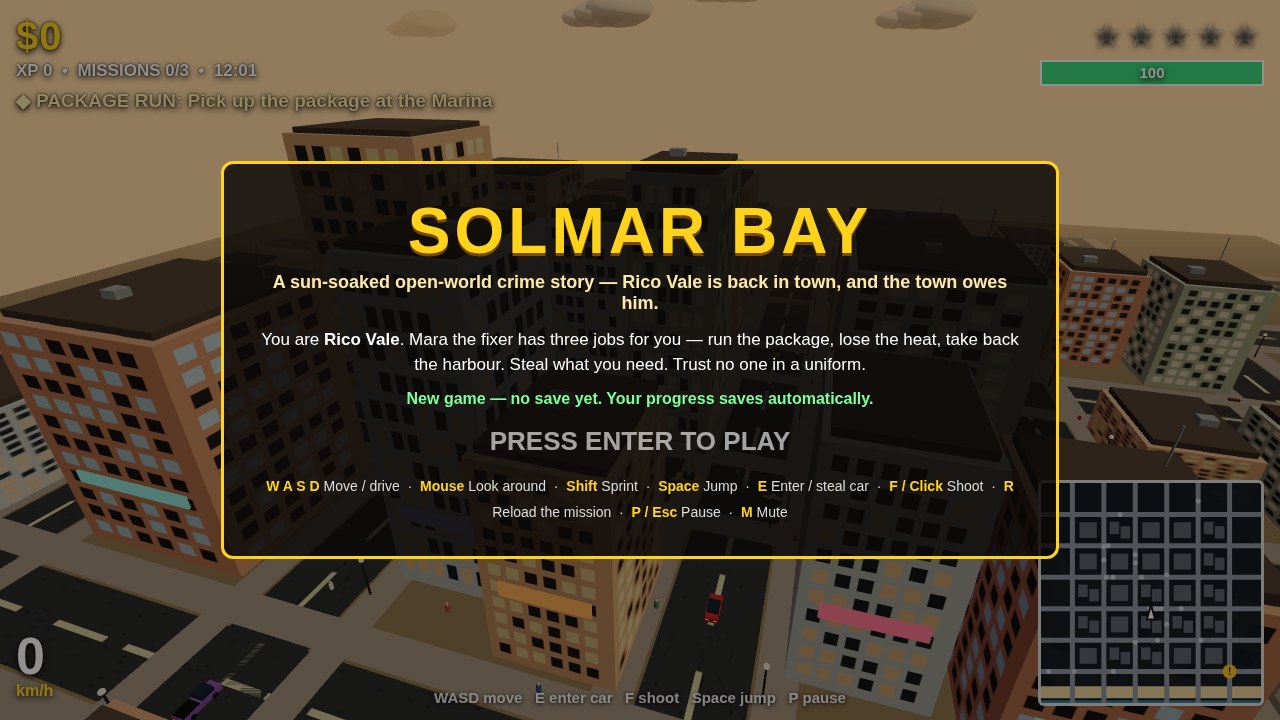 $0
XP 0 • MISSIONS 0/3 • 12:01
◆ PACKAGE RUN: Pick up the package at the Marina
★ ★ ★ ★ ★
100
SOLMAR BAY
A sun-soaked open-world crime story — Rico Vale is back in town, and the town owes
him.
You are Rico Vale. Mara the fixer has three jobs for you — run the package, lose the heat, take back
the harbour. Steal what you need. Trust no one in a uniform.
New game — no save yet. Your progress saves automatically.
PRESS ENTER TO PLAY
W A S D Move / drive · Mouse Look around · Shift Sprint · Space Jump · E Enter / steal car · F / Click Shoot · R
Reload the mission · P / Esc Pause · M Mute
!
0
km/h
WASD move E enter car F shoot Space jump P pause